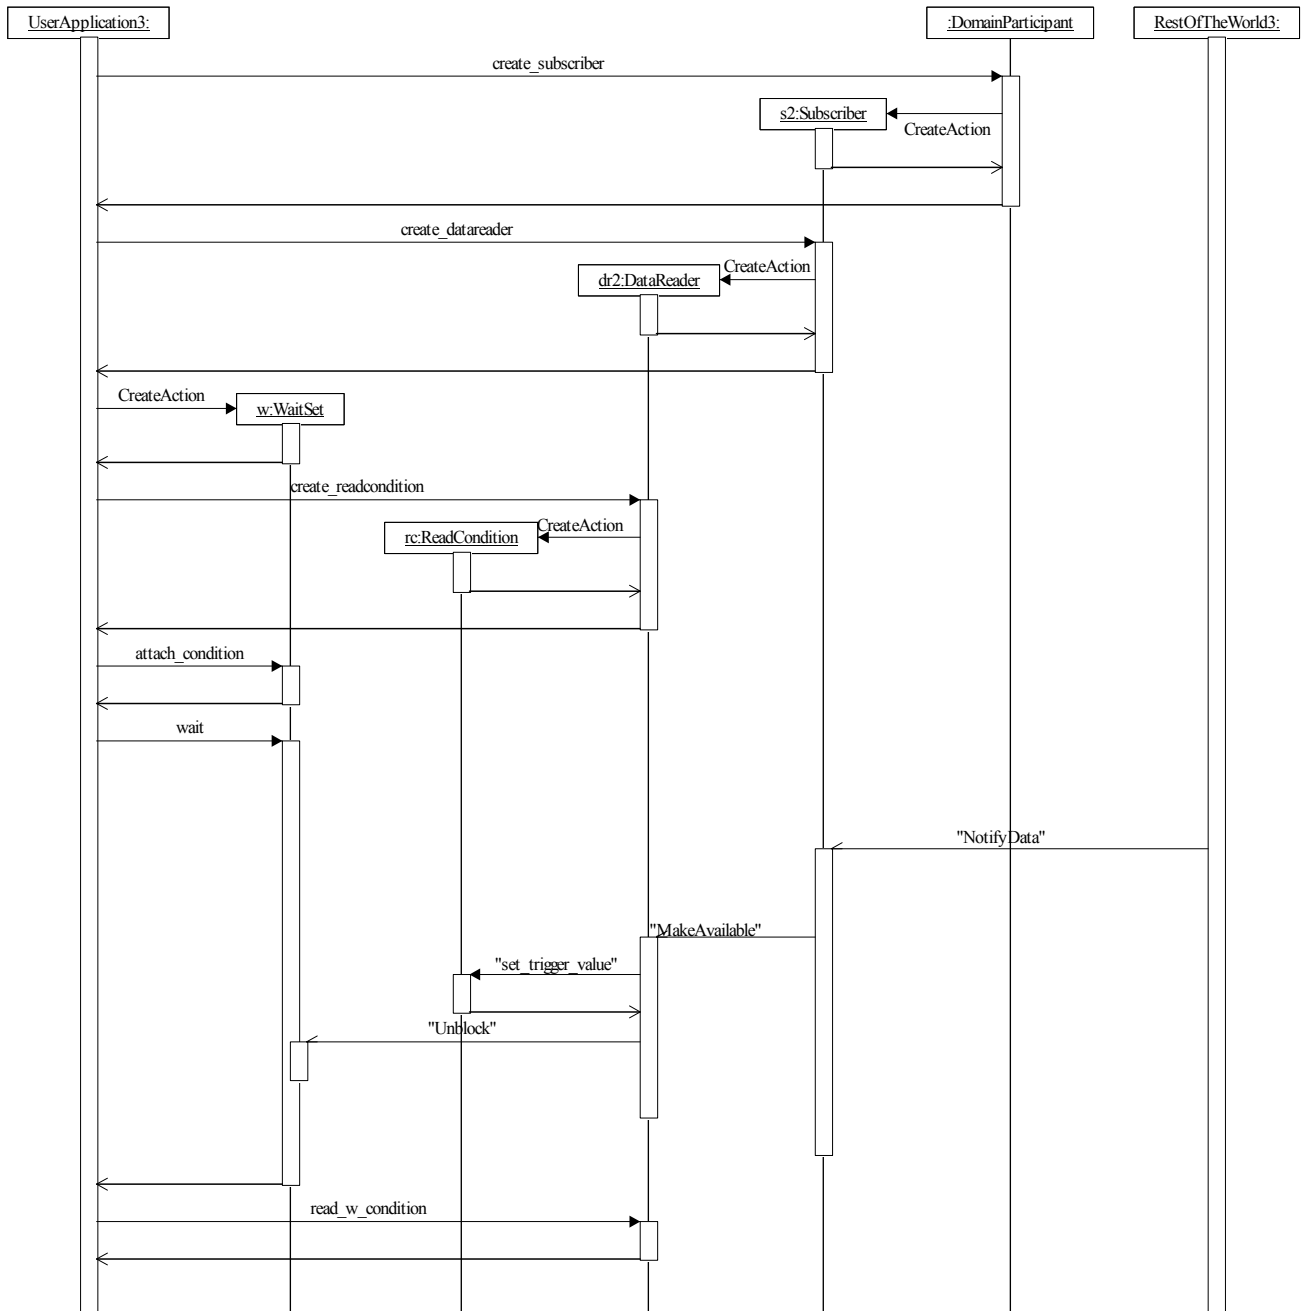 UserApplication3:
:DomainParticipant
RestOfTheWorld3:
create_subscriber
s2:Subscriber
CreateAction
create_datareader
CreateAction
dr2:DataReader
CreateAction
w:WaitSet
create_readcondition
CreateAction
rc:ReadCondition
attach_condition
wait
"NotifyData"
"MakeAvailable"
"set_trigger_value"
"Unblock"
read_w_condition